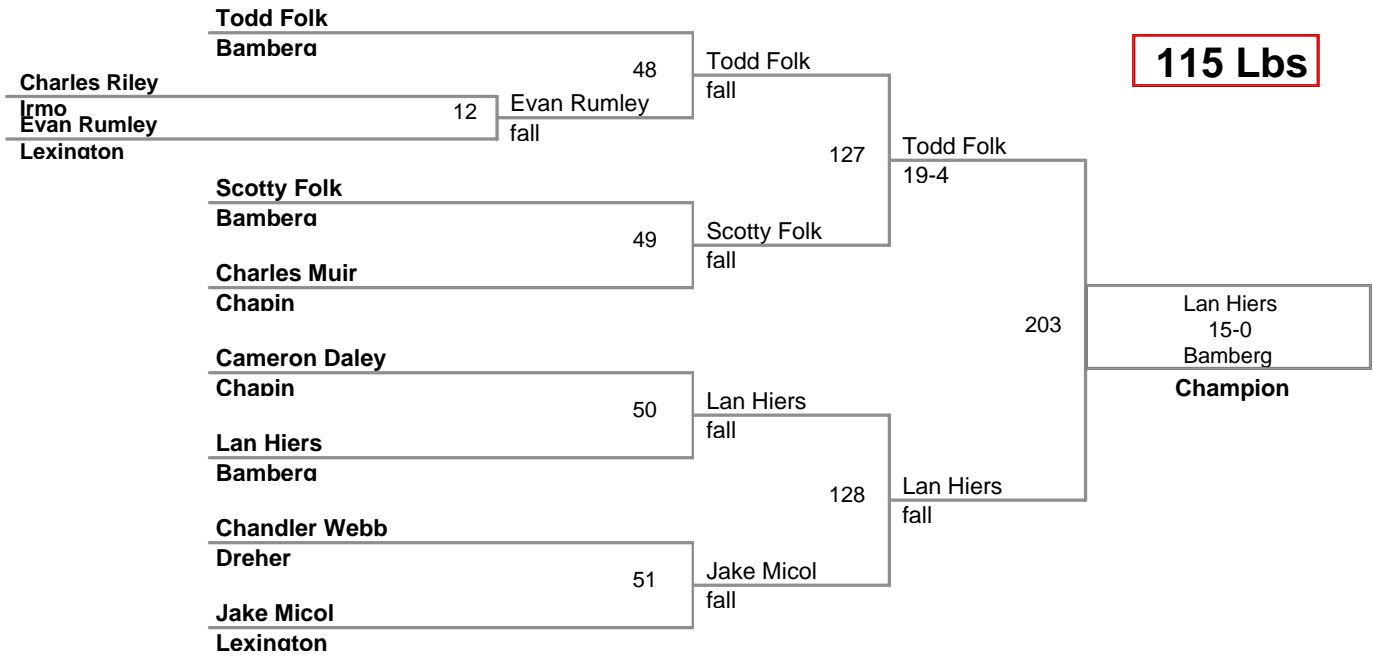 Todd Folk
Bamberg
115 Lbs
48
Todd Folk
fall
Charles Riley
Irmo
12
Evan Rumley
fall
Evan Rumley
Lexington
127
Todd Folk
19-4
Scotty Folk
Bamberg
49
Scotty Folk
fall
Charles Muir
Chapin
203
Lan Hiers
15-0
Bamberg
Champion
Cameron Daley
Chapin
50
Lan Hiers
fall
Lan Hiers
Bamberg
128
Lan Hiers
fall
Chandler Webb
Dreher
51
Jake Micol
fall
Jake Micol
Lexington